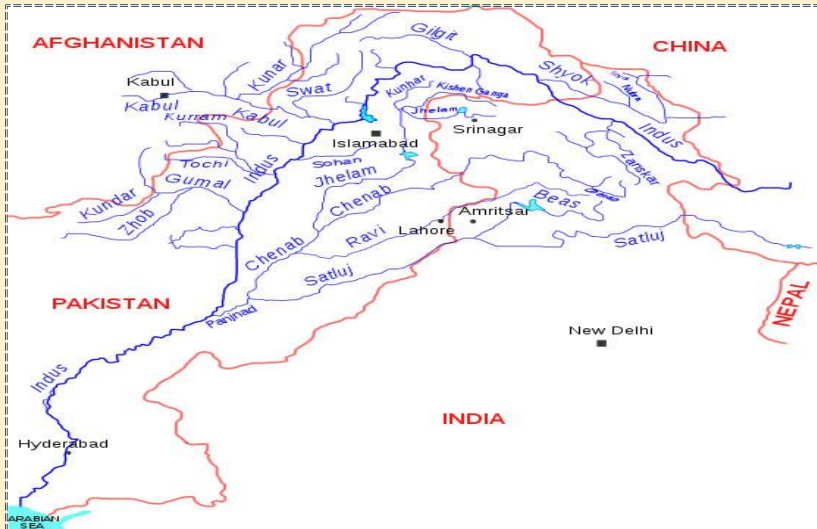 AFGHANISTAN
CHINA
Gilgit
Kunar
Shyok
Nubra
Kabul
Swat
Kunhar
Kishen Ganga
Kabul
Kabul
Kurram
Jhelam
Indus
Srinagar
Islamabad
Indus
Sohan
Tochi
Zanskar
Jhelam
Gumal
Kundar
Chenab
Beas
Zhob
Amritsar
Lahore
Ravi
Satluj
Chenab
Satluj
PAKISTAN
NEPAL
Panjnad
New Delhi
Indus
INDIA
Hyderabad
ARABIAN
SEA